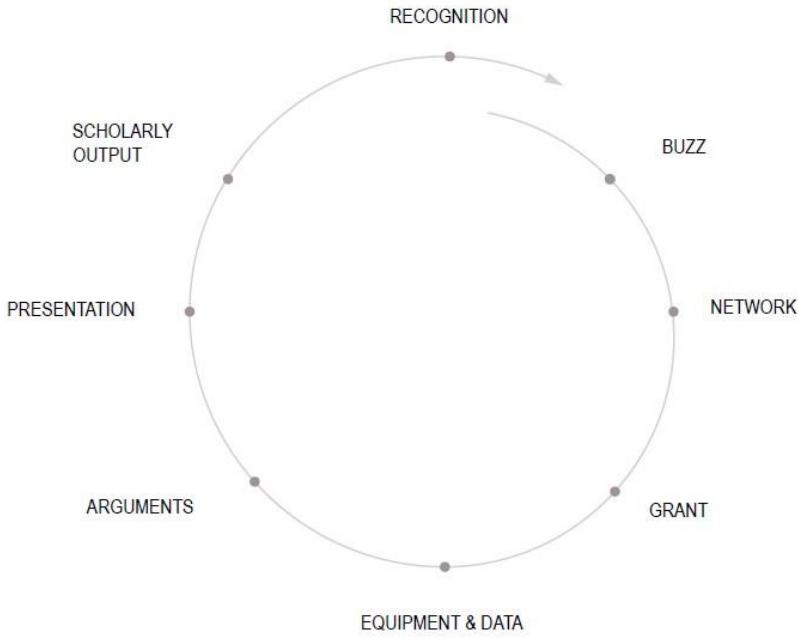 RECOGNITION
BUZZ
NETWORK
GRANT
EQUIPMENT & DATA
ARGUMENTS
PRESENTATION
SCHOLARLY
OUTPUT